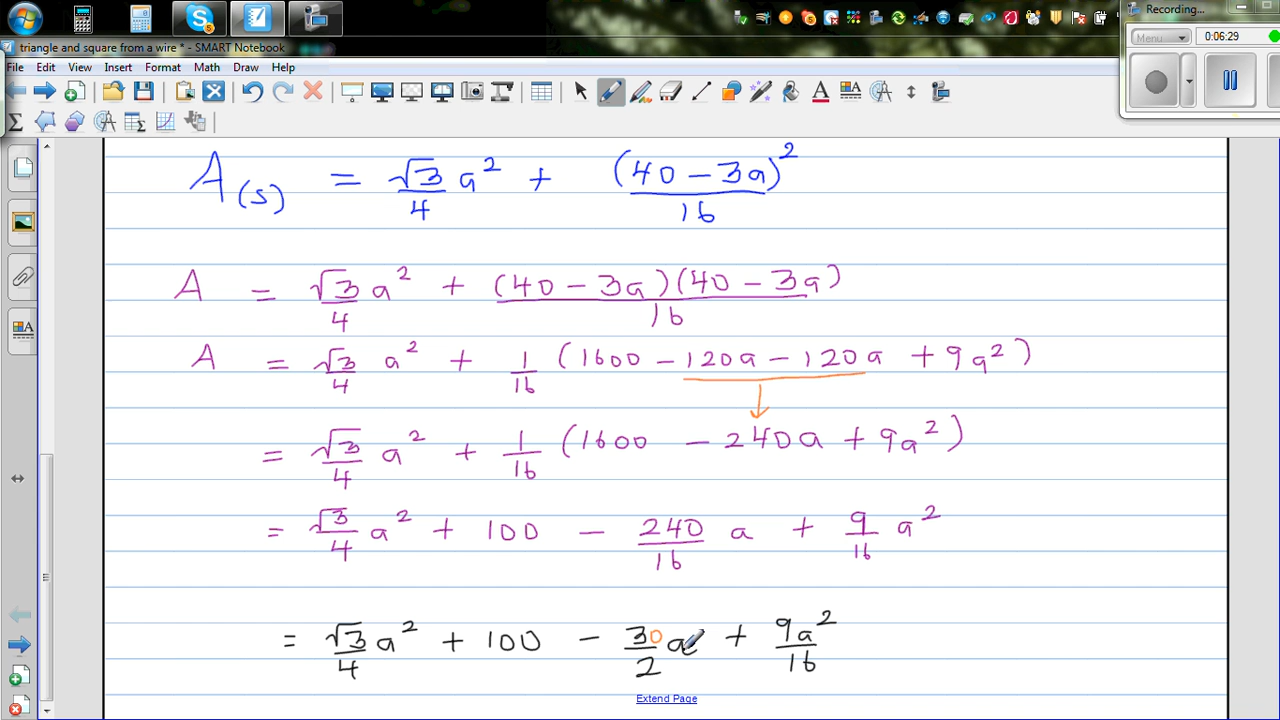 Recording...
triangle and square from a wire * - SMART Notebook
Menu
0:06:29
File Edit View Insert Format Math Draw Help
A(s) = √3/4 a² + (40 - 3a)²/16
A = √3/4 a² + (40 - 3a)(40 - 3a)/16
A = √3/4 a² + 1/16 (1600 - 120a - 120a + 9a²)
= √3/4 a² + 1/16 (1600 - 240a + 9a²)
= √3/4 a² + 100 - 240/16 a + 9/16 a²
= √3/4 a² + 100 - 30/2 a + 9a²/16
Extend Page